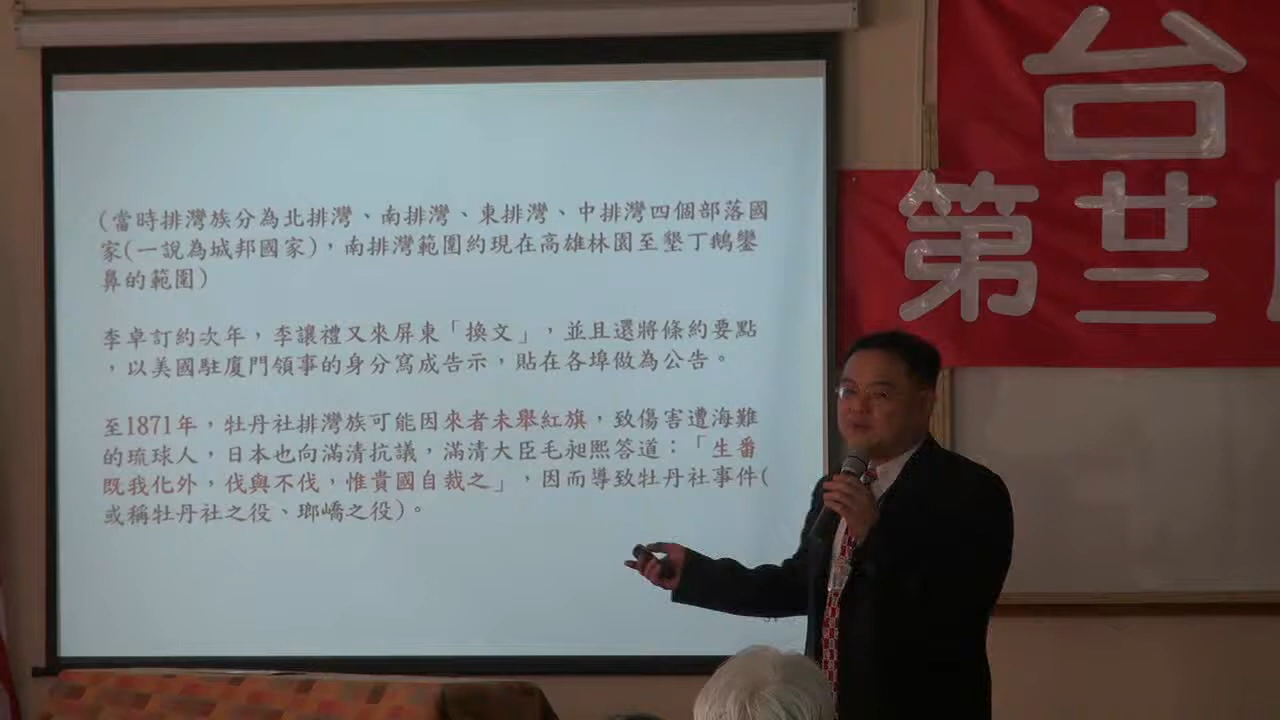 (當時排灣族分為北排灣、南排灣、東排灣、中排灣四個部落國
家(一說為城邦國家)，南排灣範圍約現在高雄林園至墾丁鵝鑾
鼻的範圍)
李卓訂約次年，李讓禮又來屏東「換文」，並且還將條約要點
，以美國駐廈門領事的身分寫成告示，貼在各埠做為公告。
至1871年，牡丹社排灣族可能因來者未舉紅旗，致傷害遭海難
的琉球人，日本也向滿清抗議，滿清大臣毛昶熙答道：「生番
既我化外，伐與不伐，惟貴國自裁之」，因而導致牡丹社事件(
或稱牡丹社之役、瑯嶠之役)。
台
第廿二